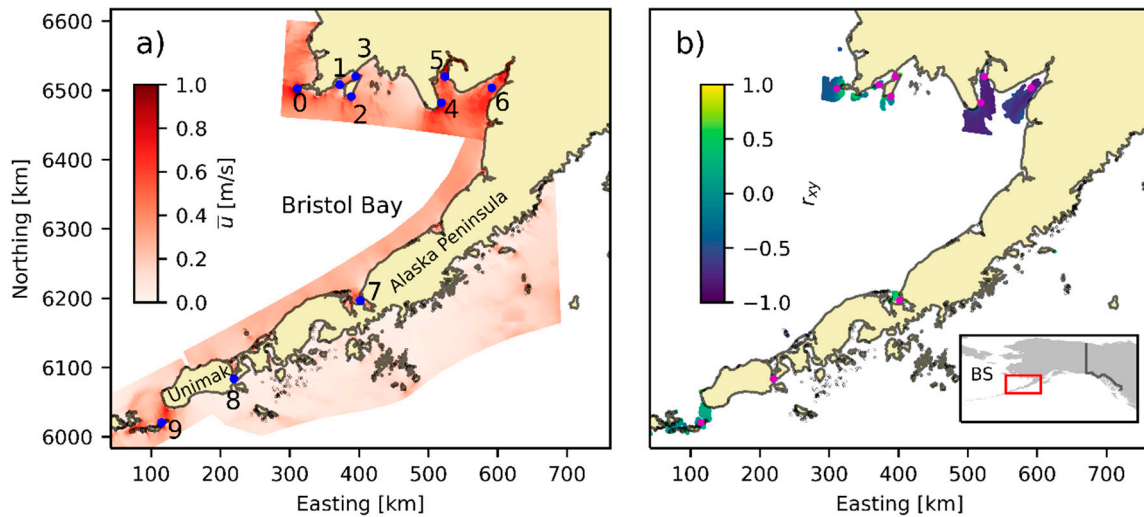 a)
b)
6600
6500
6400
6300
6200
6100
6000
Northing [km]
100 200 300 400 500 600 700
Easting [km]
1.0
0.8
0.6
0.4
0.2
0.0
u̅ [m/s]
0
1
2
3
4
5
6
7
8
9
Bristol Bay
Alaska Peninsula
Unimak
1.0
0.5
0.0
−0.5
−1.0
rxy
BS
100 200 300 400 500 600 700
Easting [km]